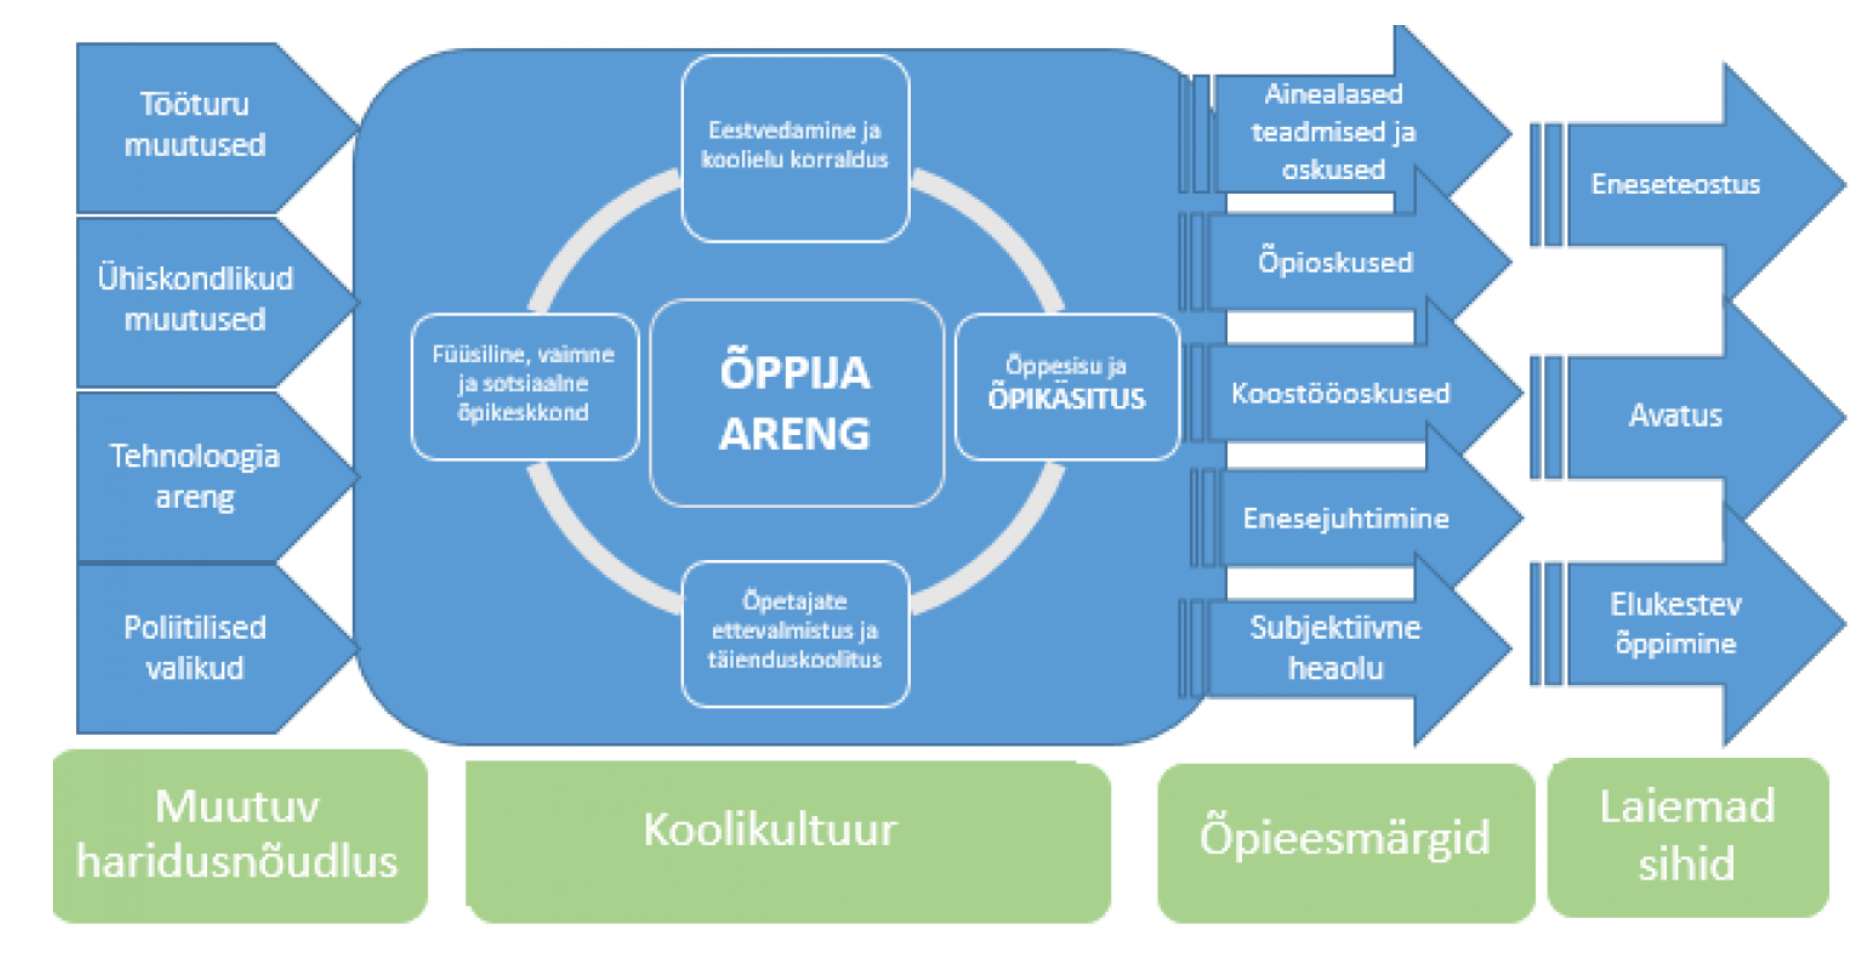 Tööturu
muutused
Ühiskondlikud
muutused
Tehnoloogia
areng
Poliitilised
valikud
Eestvedamine ja
koolielu korraldus
Füüsiline, vaimne
ja sotsiaalne
õpikeskkond
ÕPPIJA
ARENG
Õppesisu ja
ÕPIKÄSITUS
Õpetajate
ettevalmistus ja
täienduskoolitus
Ainealased
teadmised ja
oskused
Õpioskused
Koostööoskused
Enesejuhtimine
Subjektiivne
heaolu
Eneseteostus
Avatus
Elukestev
õppimine
Muutuv
haridusnõudlus
Koolikultuur
Õpieesmärgid
Laiemad
sihid